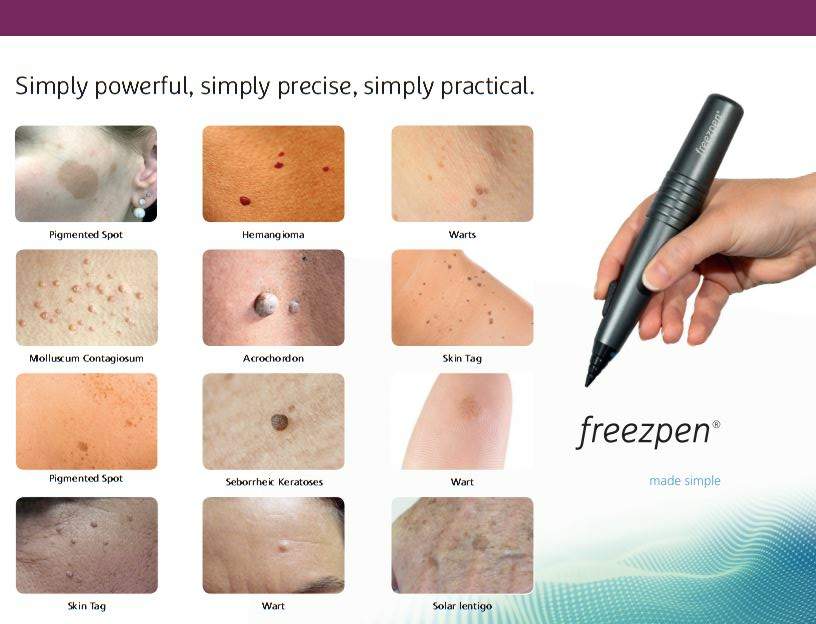 Simply powerful, simply precise, simply practical.
freezpen®
Pigmented Spot
Hemangioma
Warts
Molluscum Contagiosum
Acrochordon
Skin Tag
Pigmented Spot
Seborrheic Keratoses
Wart
freezpen®
made simple
Skin Tag
Wart
Solar lentigo